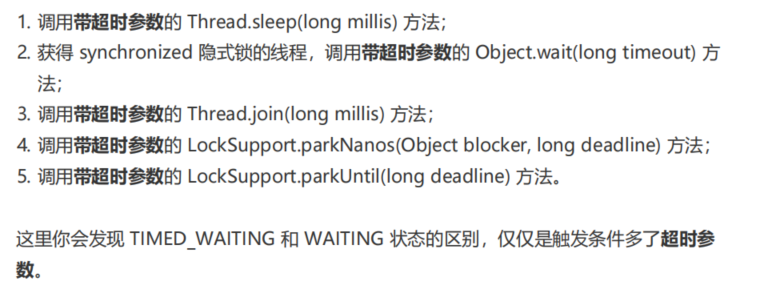 1. 调用带超时参数的 Thread.sleep(long millis) 方法；
2. 获得 synchronized 隐式锁的线程，调用带超时参数的 Object.wait(long timeout) 方
法；
3. 调用带超时参数的 Thread.join(long millis) 方法；
4. 调用带超时参数的 LockSupport.parkNanos(Object blocker, long deadline) 方法；
5. 调用带超时参数的 LockSupport.parkUntil(long deadline) 方法。
这里你会发现 TIMED_WAITING 和 WAITING 状态的区别，仅仅是触发条件多了超时参
数。